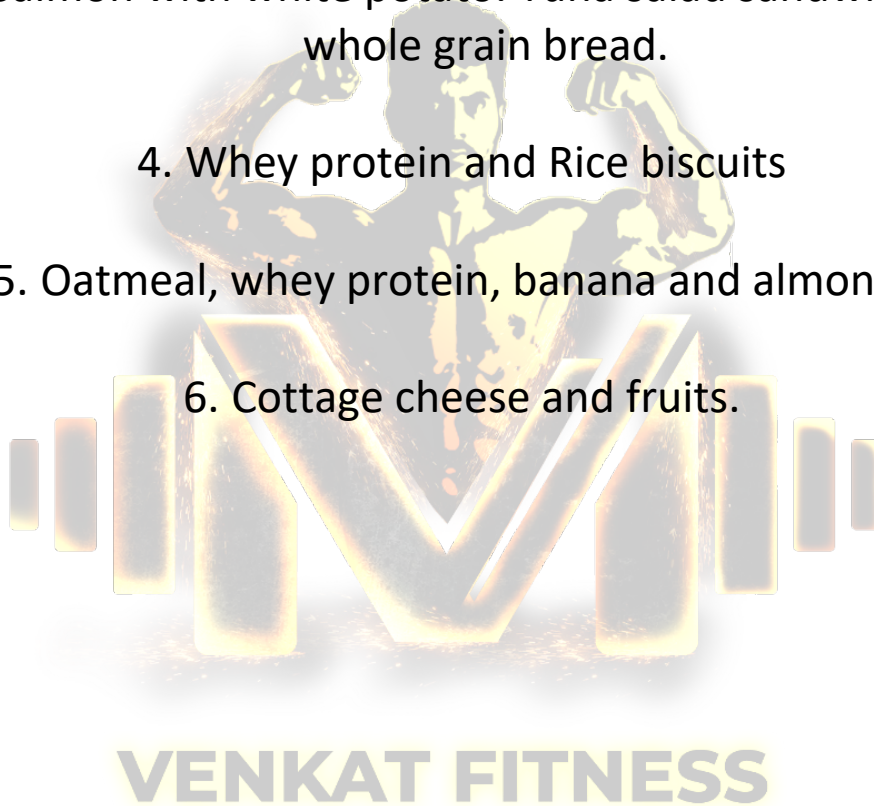 whole grain bread.
4. Whey protein and Rice biscuits
5. Oatmeal, whey protein, banana and almon
6. Cottage cheese and fruits.
VENKAT FITNESS